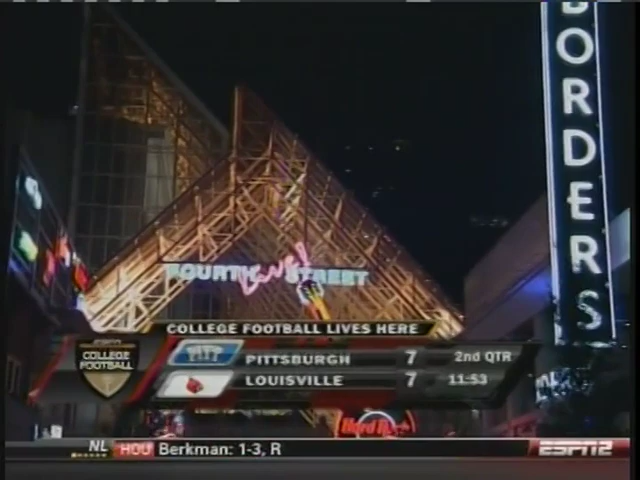 BORDERS
FOURTH Live! STREET
COLLEGE FOOTBALL LIVES HERE
ESPN
COLLEGE
FOOTBALL
PITT PITTSBURGH 7 2nd QTR
LOUISVILLE 7 11:53
Hard Rock
NL HOU Berkman: 1-3, R ESPN2